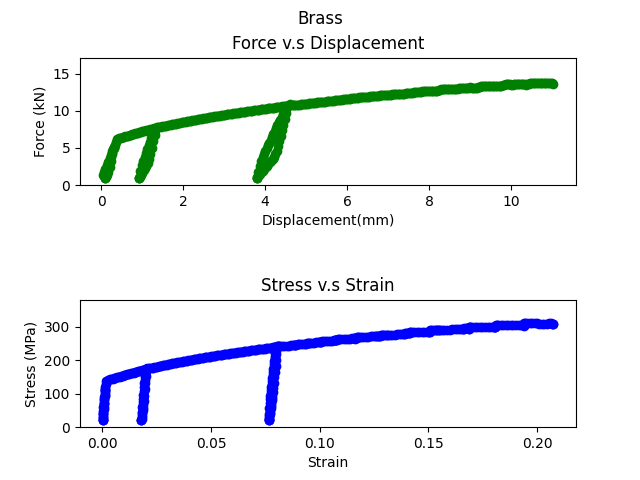 Brass
Force v.s Displacement
15
10
5
0
Force (kN)
0 2 4 6 8 10
Displacement(mm)
Stress v.s Strain
300
200
100
0
Stress (MPa)
0.00 0.05 0.10 0.15 0.20
Strain